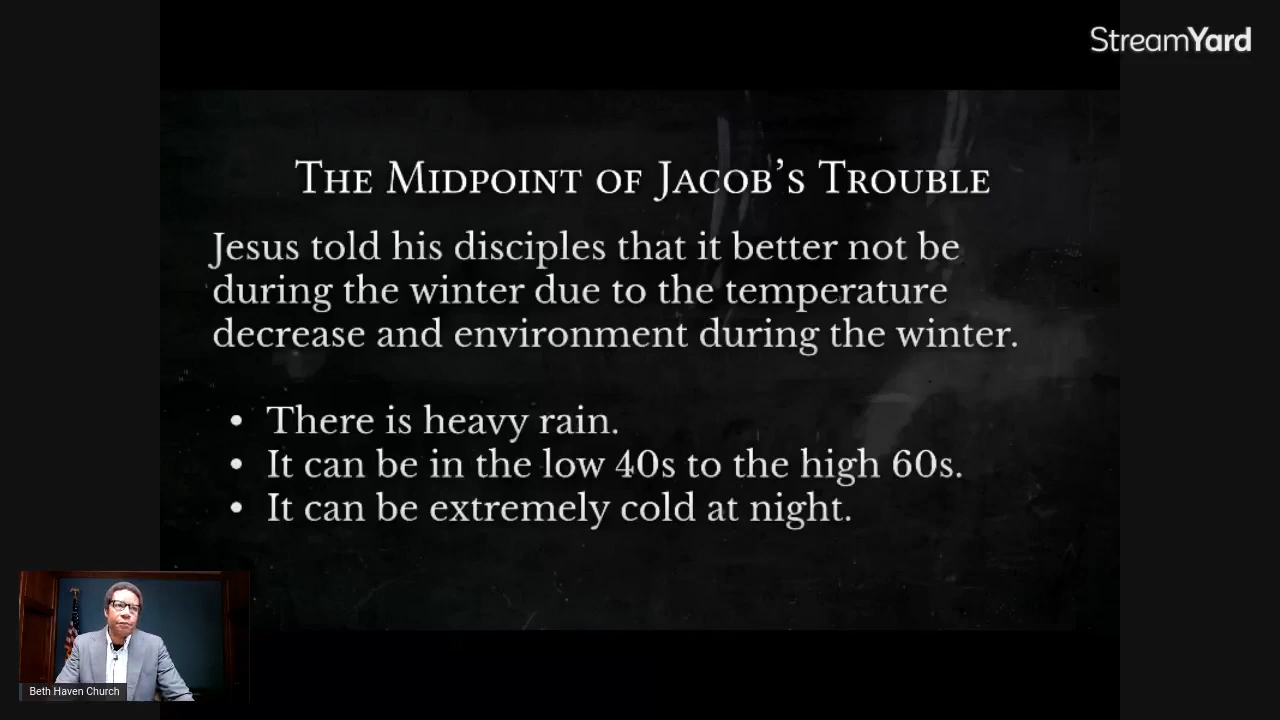 StreamYard
The Midpoint of Jacob’s Trouble
Jesus told his disciples that it better not be
during the winter due to the temperature
decrease and environment during the winter.
• There is heavy rain.
• It can be in the low 40s to the high 60s.
• It can be extremely cold at night.
Beth Haven Church